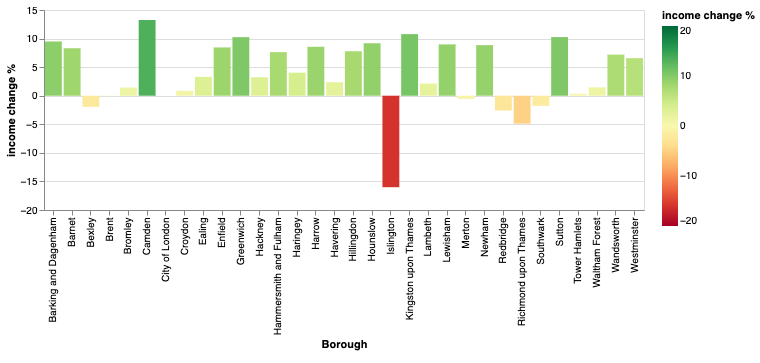 income change %
15
10
5
0
−5
−10
−15
−20
income change %
20
10
0
−10
−20
Barking and Dagenham
Barnet
Bexley
Brent
Bromley
Camden
City of London
Croydon
Ealing
Enfield
Greenwich
Hackney
Hammersmith and Fulham
Haringey
Harrow
Havering
Hillingdon
Hounslow
Islington
Kingston upon Thames
Lambeth
Lewisham
Merton
Newham
Redbridge
Richmond upon Thames
Southwark
Sutton
Tower Hamlets
Waltham Forest
Wandsworth
Westminster
Borough